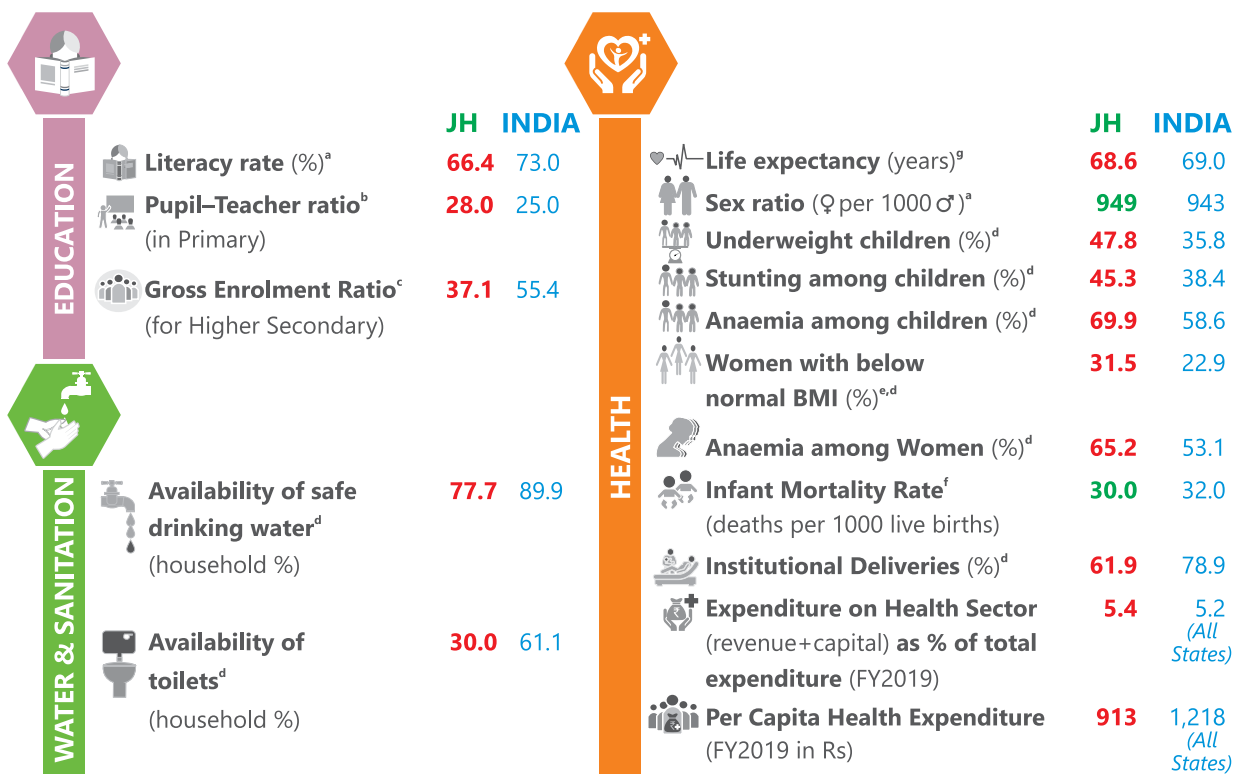 JH INDIA
EDUCATION
Literacy rate (%)a 66.4 73.0
Pupil–Teacher ratiob 28.0 25.0
(in Primary)
Gross Enrolment Ratioc 37.1 55.4
(for Higher Secondary)
WATER & SANITATION
Availability of safe 77.7 89.9
drinking waterd
(household %)
Availability of 30.0 61.1
toiletsd
(household %)
JH INDIA
HEALTH
Life expectancy (years)g 68.6 69.0
Sex ratio (♀ per 1000 ♂)a 949 943
Underweight children (%)d 47.8 35.8
Stunting among children (%)d 45.3 38.4
Anaemia among children (%)d 69.9 58.6
Women with below 31.5 22.9
normal BMI (%)e,d
Anaemia among Women (%)d 65.2 53.1
Infant Mortality Ratef 30.0 32.0
(deaths per 1000 live births)
Institutional Deliveries (%)d 61.9 78.9
Expenditure on Health Sector 5.4 5.2
(revenue+capital) as % of total (All
States)
expenditure (FY2019)
Per Capita Health Expenditure 913 1,218
(FY2019 in Rs) (All
States)